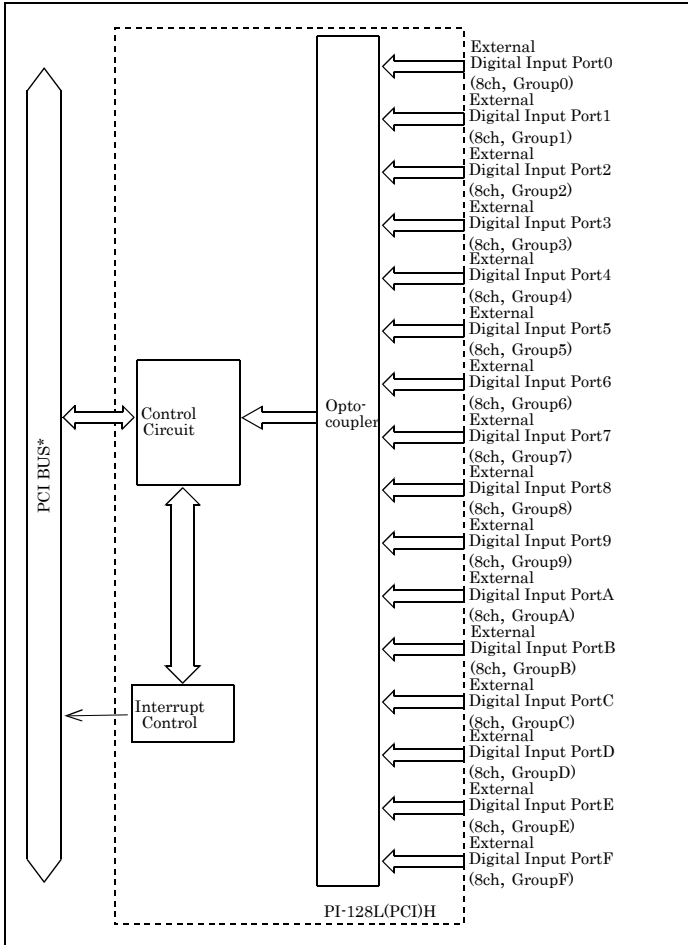 External
Digital Input Port0
(8ch, Group0)
External
Digital Input Port1
(8ch, Group1)
External
Digital Input Port2
(8ch, Group2)
External
Digital Input Port3
(8ch, Group3)
External
Digital Input Port4
(8ch, Group4)
External
Digital Input Port5
(8ch, Group5)
External
Digital Input Port6
(8ch, Group6)
External
Digital Input Port7
(8ch, Group7)
External
Digital Input Port8
(8ch, Group8)
External
Digital Input Port9
(8ch, Group9)
External
Digital Input PortA
(8ch, GroupA)
External
Digital Input PortB
(8ch, GroupB)
External
Digital Input PortC
(8ch, GroupC)
External
Digital Input PortD
(8ch, GroupD)
External
Digital Input PortE
(8ch, GroupE)
External
Digital Input PortF
(8ch, GroupF)
Opto-
coupler
Control
Circuit
PCI BUS*
Interrupt
Control
PI-128L(PCI)H